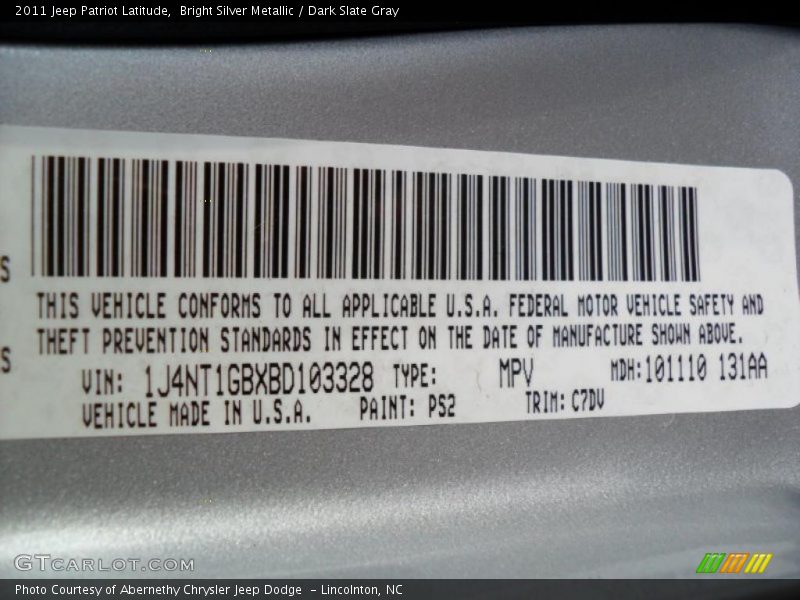 2011 Jeep Patriot Latitude,  Bright Silver Metallic / Dark Slate Gray
S
THIS VEHICLE CONFORMS TO ALL APPLICABLE U.S.A. FEDERAL MOTOR VEHICLE SAFETY AND
S THEFT PREVENTION STANDARDS IN EFFECT ON THE DATE OF MANUFACTURE SHOWN ABOVE.
VIN: 1J4NT1GBXBD103328 TYPE: MPV MDH:101110 131AA
VEHICLE MADE IN U.S.A. PAINT: PS2 TRIM: C7DV
GTCARLOT.COM
Photo Courtesy of Abernethy Chrysler Jeep Dodge  - Lincolnton, NC